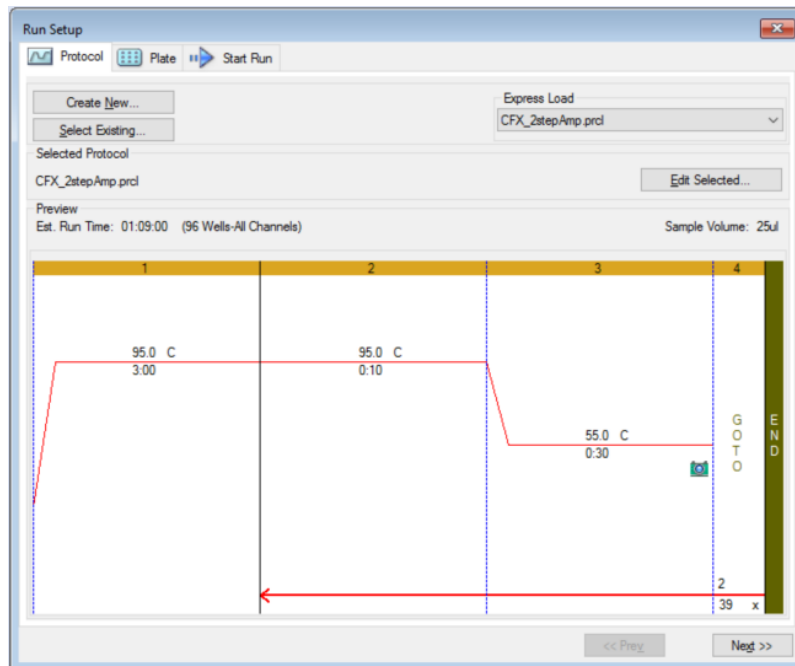 Run Setup
Protocol Plate Start Run
Create New...
Select Existing...
Express Load
CFX_2stepAmp.prcl
Selected Protocol
CFX_2stepAmp.prcl
Edit Selected...
Preview
Est. Run Time: 01:09:00 (96 Wells-All Channels) Sample Volume: 25ul
1 2 3 4
95.0 C 95.0 C
3:00 0:10
55.0 C
0:30
GOTO
END
2
39 x
<< Prev Next >>